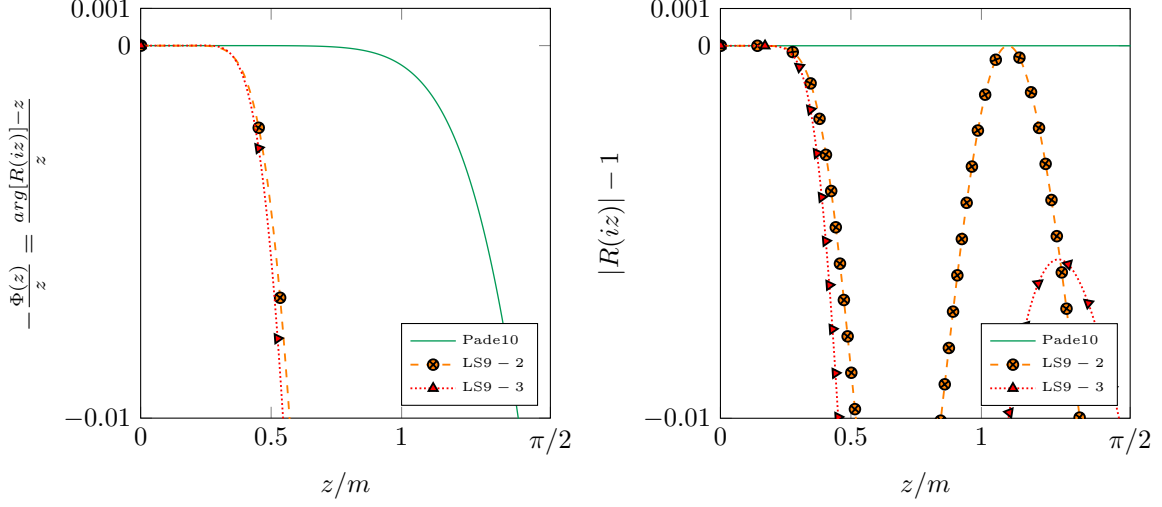 0.001
0
−0.01
−Φ(z)/z = arg[R(iz)]−z/z
0
0.5
1
π/2
z/m
Pade10
LS9 − 2
LS9 − 3
0.001
0
−0.01
|R(iz)| − 1
0
0.5
1
π/2
z/m
Pade10
LS9 − 2
LS9 − 3